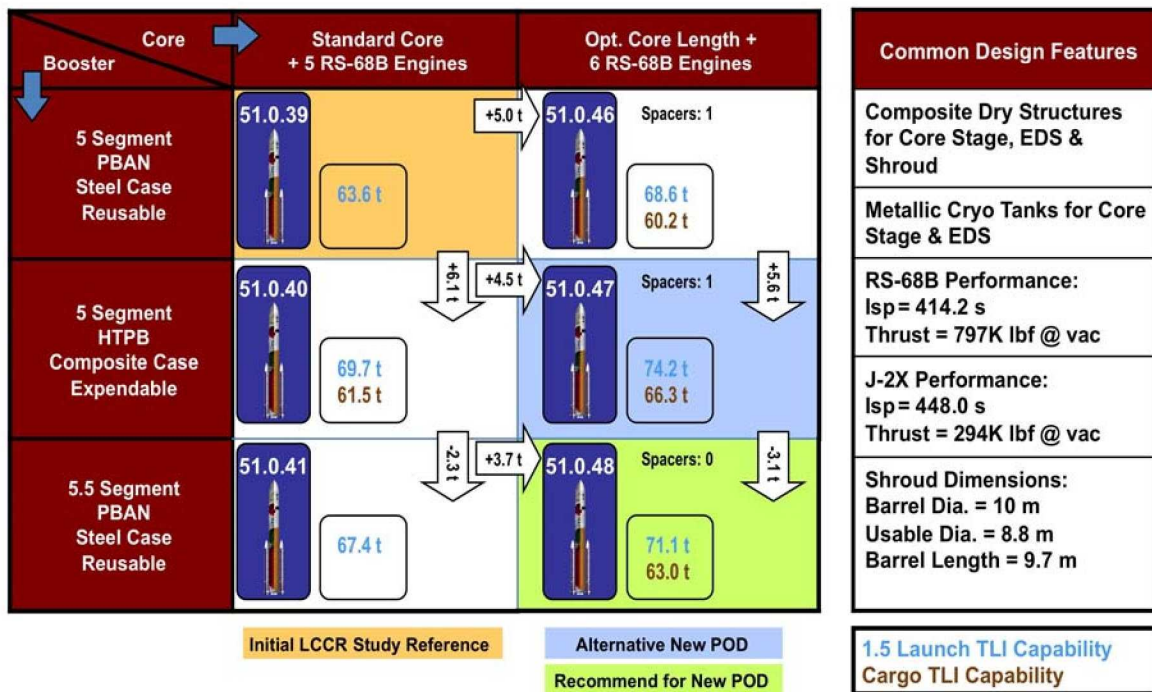 Core
Booster
Standard Core
+ 5 RS-68B Engines
Opt. Core Length +
6 RS-68B Engines
5 Segment
PBAN
Steel Case
Reusable
51.0.39
63.6 t
+5.0 t
51.0.46
Spacers: 1
68.6 t
60.2 t
+6.1 t
+5.6 t
5 Segment
HTPB
Composite Case
Expendable
51.0.40
69.7 t
61.5 t
+4.5 t
51.0.47
Spacers: 1
74.2 t
66.3 t
-2.3 t
-3.1 t
5.5 Segment
PBAN
Steel Case
Reusable
51.0.41
67.4 t
+3.7 t
51.0.48
Spacers: 0
71.1 t
63.0 t
Initial LCCR Study Reference
Alternative New POD
Recommend for New POD
Common Design Features
Composite Dry Structures
for Core Stage, EDS &
Shroud
Metallic Cryo Tanks for Core
Stage & EDS
RS-68B Performance:
Isp= 414.2 s
Thrust = 797K lbf @ vac
J-2X Performance:
Isp= 448.0 s
Thrust = 294K lbf @ vac
Shroud Dimensions:
Barrel Dia. = 10 m
Usable Dia. = 8.8 m
Barrel Length = 9.7 m
1.5 Launch TLI Capability
Cargo TLI Capability